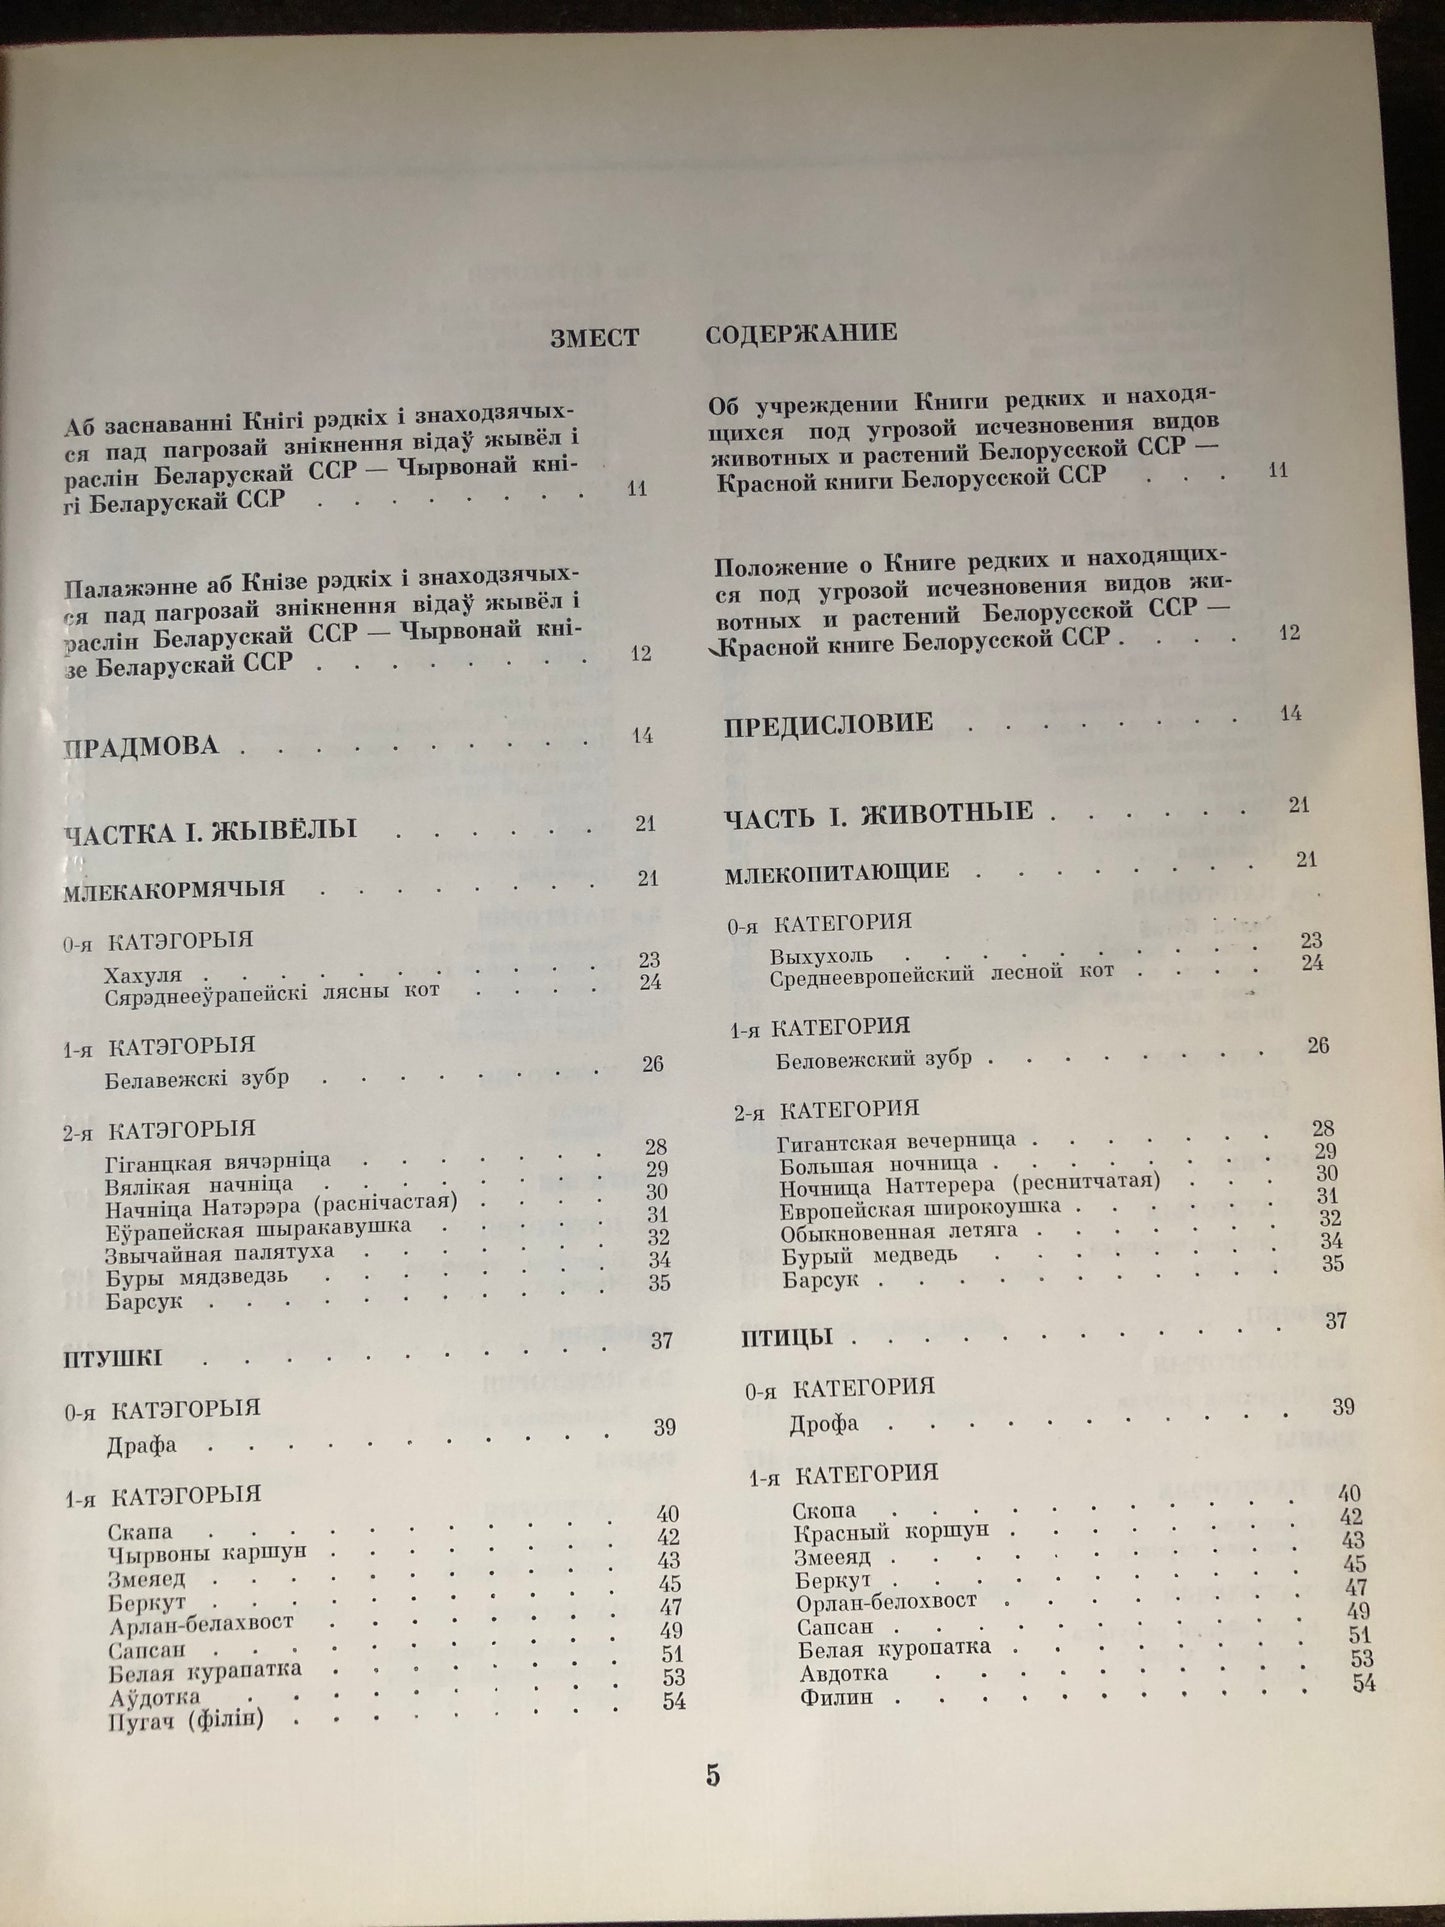 ЗМЕСТ
Аб заснаванні Кнігі рэдкіх і знаходзячых-
ся пад пагрозай знікнення відаў жывёл і
раслін Беларускай ССР — Чырвонай кні-
гі Беларускай ССР . . . . . . . . 11
Палажэнне аб Кнізе рэдкіх і знаходзячых-
ся пад пагрозай знікнення відаў жывёл і
раслін Беларускай ССР — Чырвонай кні-
зе Беларускай ССР . . . . . . . . 12
ПРАДМОВА . . . . . . . . . . 14
ЧАСТКА I. ЖЫВЁЛЫ . . . . . . 21
МЛЕКАКОРМЯЧЫЯ . . . . . . . . 21
0-я КАТЭГОРЫЯ
Хахуля . . . . . . . . . . . 23
Сярэднееўрапейскі лясны кот . . . . 24
1-я КАТЭГОРЫЯ
Белавежскі зубр . . . . . . . . 26
2-я КАТЭГОРЫЯ
Гіганцкая вячэрніца . . . . . . . 28
Вялікая начніца . . . . . . . . 29
Начніца Натэрэра (раснічастая) . . . . 30
Еўрапейская шыракавушка . . . . . 31
Звычайная палятуха . . . . . . . 32
Буры мядзведзь . . . . . . . . 34
Барсук . . . . . . . . . . . 35
ПТУШКІ . . . . . . . . . . . 37
0-я КАТЭГОРЫЯ
Драфа . . . . . . . . . . 39
1-я КАТЭГОРЫЯ
Скапа . . . . . . . . . . 40
Чырвоны каршун . . . . . . . . 42
Змеяед . . . . . . . . . . 43
Беркут . . . . . . . . . . . 45
Арлан-белахвост . . . . . . . . 47
Сапсан . . . . . . . . . . . 49
Белая курапатка . . . . . . . . 51
Аўдотка . . . . . . . . . . 53
Пугач (філін) . . . . . . . . . 54
СОДЕРЖАНИЕ
Об учреждении Книги редких и находя-
щихся под угрозой исчезновения видов
животных и растений Белорусской ССР —
Красной книги Белорусской ССР . . . 11
Положение о Книге редких и находящих-
ся под угрозой исчезновения видов жи-
вотных и растений Белорусской ССР —
Красной книге Белорусской ССР . . . . 12
ПРЕДИСЛОВИЕ . . . . . . . . 14
ЧАСТЬ I. ЖИВОТНЫЕ . . . . . . 21
МЛЕКОПИТАЮЩИЕ . . . . . . . 21
0-я КАТЕГОРИЯ
Выхухоль . . . . . . . . . 23
Среднеевропейский лесной кот . . . . 24
1-я КАТЕГОРИЯ
Беловежский зубр . . . . . . . . 26
2-я КАТЕГОРИЯ
Гигантская вечерница . . . . . . . 28
Большая ночница . . . . . . . . 29
Ночница Наттерера (реснитчатая) . . . 30
Европейская широкоушка . . . . . . 31
Обыкновенная летяга . . . . . . . 32
Бурый медведь . . . . . . . . 34
Барсук . . . . . . . . . . . 35
ПТИЦЫ . . . . . . . . . . . . 37
0-я КАТЕГОРИЯ
Дрофа . . . . . . . . . . . 39
1-я КАТЕГОРИЯ
Скопа . . . . . . . . . . 40
Красный коршун . . . . . . . . 42
Змееяд . . . . . . . . . . . 43
Беркут . . . . . . . . . . . 45
Орлан-белохвост . . . . . . . . 47
Сапсан . . . . . . . . . . . 49
Белая куропатка . . . . . . . . 51
Авдотка . . . . . . . . . 53
Филин . . . . . . . . . . . 54
5